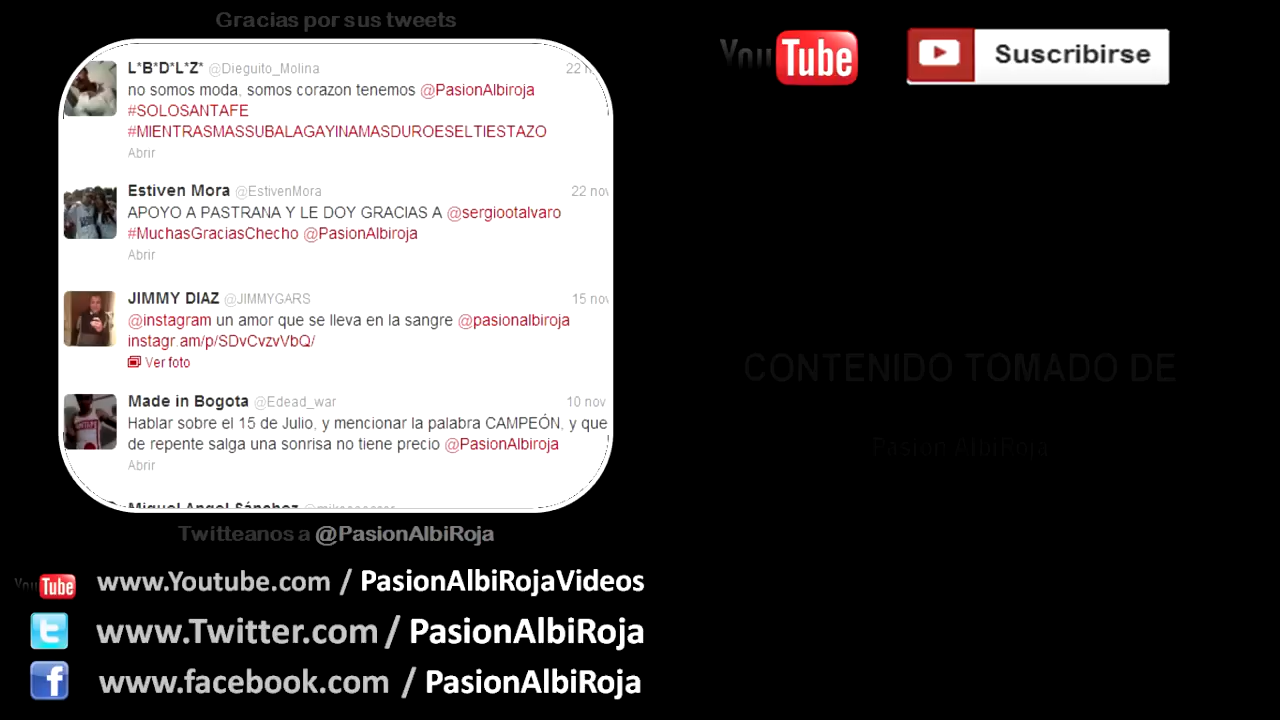 Gracias por sus tweets
L*B*D*L*Z* @Dieguito_Molina 22 n
no somos moda, somos corazon tenemos @PasionAlbiroja
#SOLOSANTAFE
#MIENTRASMASSUBALAGAYINAMASDUROESELTIESTAZO
Abrir
Estiven Mora @EstivenMora 22 nov
APOYO A PASTRANA Y LE DOY GRACIAS A @sergiootalvaro
#MuchasGraciasChecho @PasionAlbiroja
Abrir
JIMMY DIAZ @JIMMYGARS 15 nov
@instagram un amor que se lleva en la sangre @pasionalbiroja
instagr.am/p/SDvCvzvVbQ/
Ver foto
Made in Bogota @Edead_war 10 nov
Hablar sobre el 15 de Julio, y mencionar la palabra CAMPEÓN, y que
de repente salga una sonrisa no tiene precio @PasionAlbiroja
Abrir
Miguel Angel Sánchez
Twitteanos a @PasionAlbiRoja
YouTube www.Youtube.com / PasionAlbiRojaVideos
www.Twitter.com / PasionAlbiRoja
www.facebook.com / PasionAlbiRoja
YouTube Suscribirse
CONTENIDO TOMADO DE
Pasion AlbiRoja